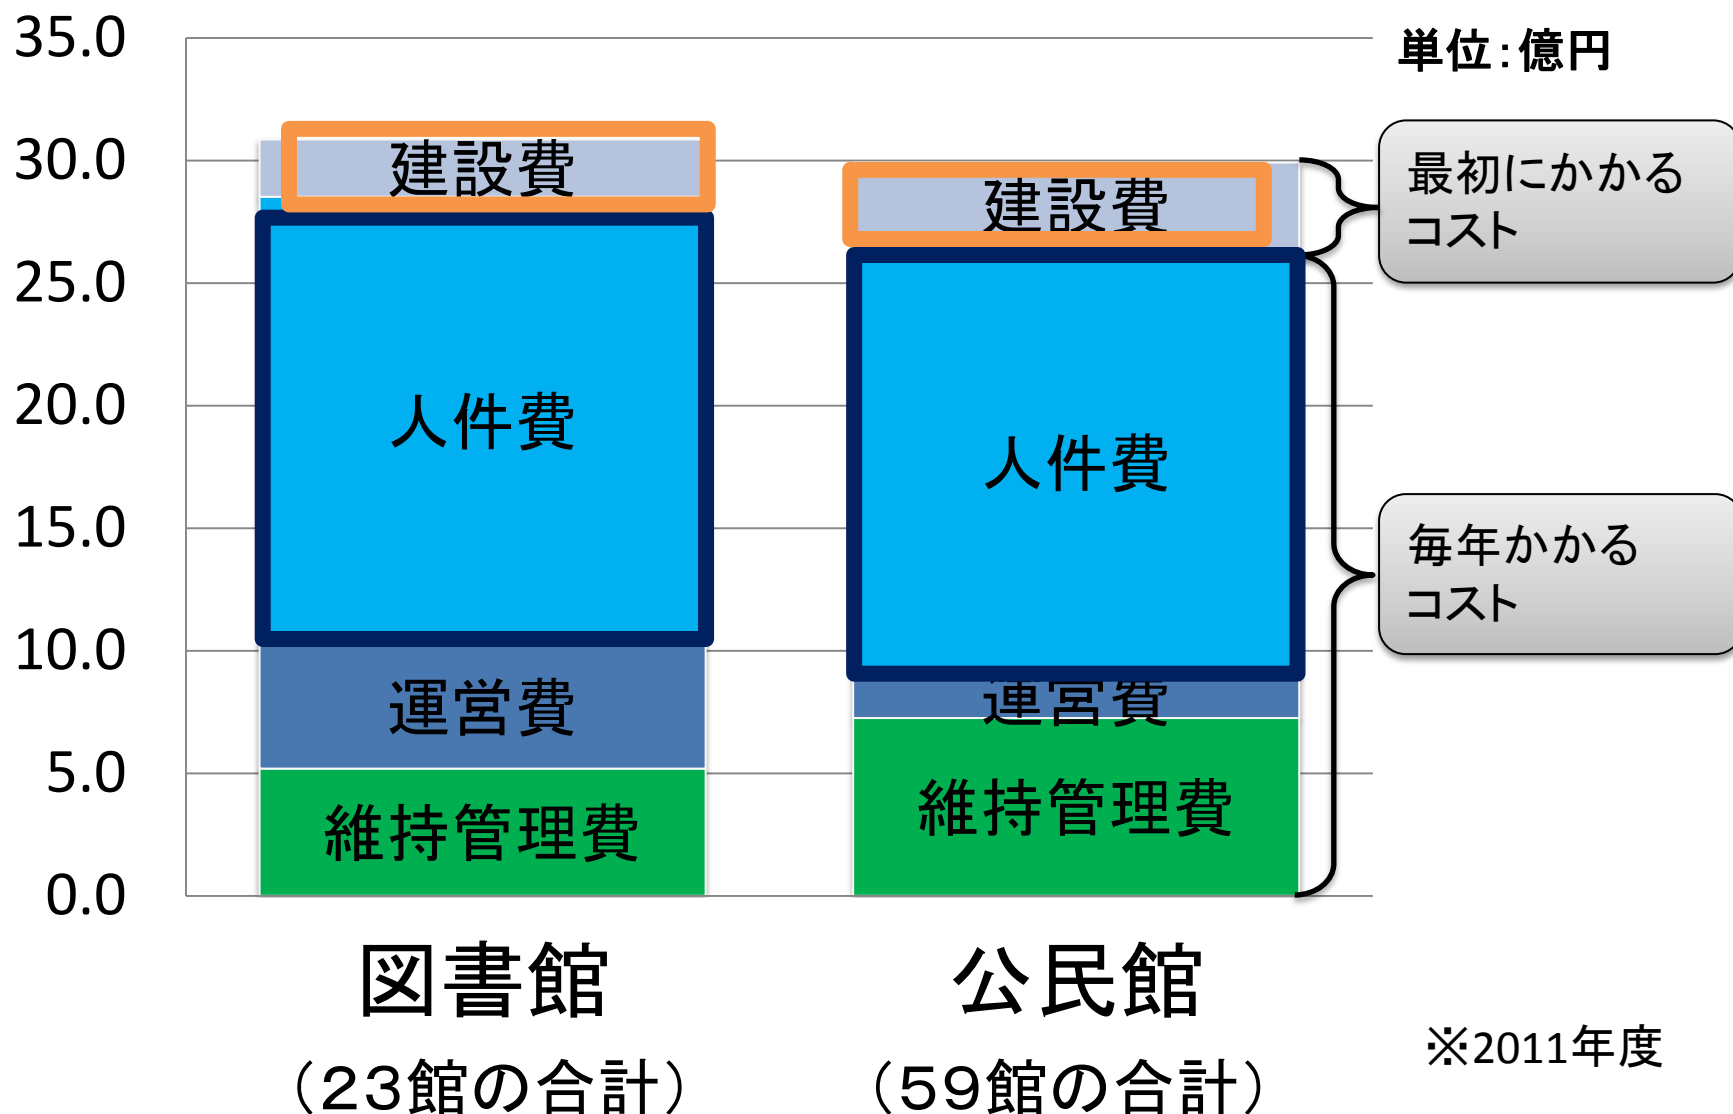 単位：億円
35.0
30.0
25.0
20.0
15.0
10.0
5.0
0.0
建設費
人件費
運営費
維持管理費
建設費
人件費
運営費
維持管理費
最初にかかる
コスト
毎年かかる
コスト
図書館
（２３館の合計）
公民館
（５９館の合計）
※2011年度